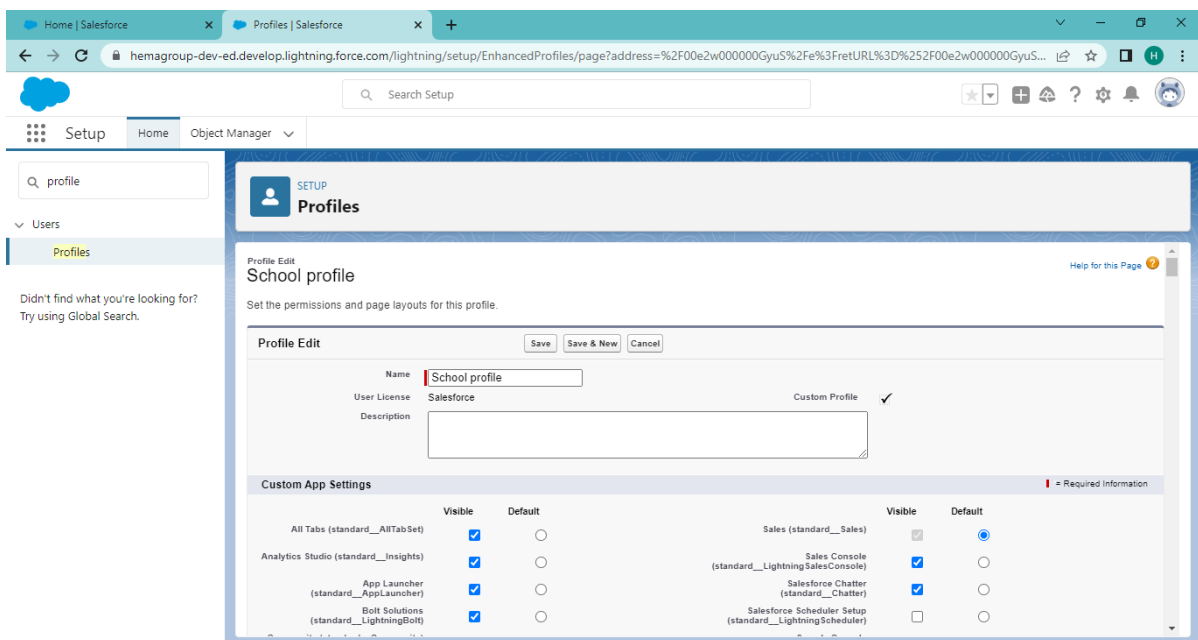 Home | Salesforce
Profiles | Salesforce
hemagroup-dev-ed.develop.lightning.force.com/lightning/setup/EnhancedProfiles/page?address=%2F00e2w000000GyuS%2Fe%3FretURL%3D%252F00e2w000000GyuS...
H
Search Setup
Setup
Home
Object Manager
profile
Users
Profiles
Didn't find what you're looking for?
Try using Global Search.
SETUP
Profiles
Profile Edit
School profile
Help for this Page
Set the permissions and page layouts for this profile.
Profile Edit
Save
Save & New
Cancel
Name
School profile
User License
Salesforce
Custom Profile
Description
Custom App Settings
= Required Information
Visible
Default
Visible
Default
All Tabs (standard__AllTabSet)
Sales (standard__Sales)
Analytics Studio (standard__Insights)
Sales Console
(standard__LightningSalesConsole)
App Launcher
(standard__AppLauncher)
Salesforce Chatter
(standard__Chatter)
Bolt Solutions
(standard__LightningBolt)
Salesforce Scheduler Setup
(standard__LightningScheduler)